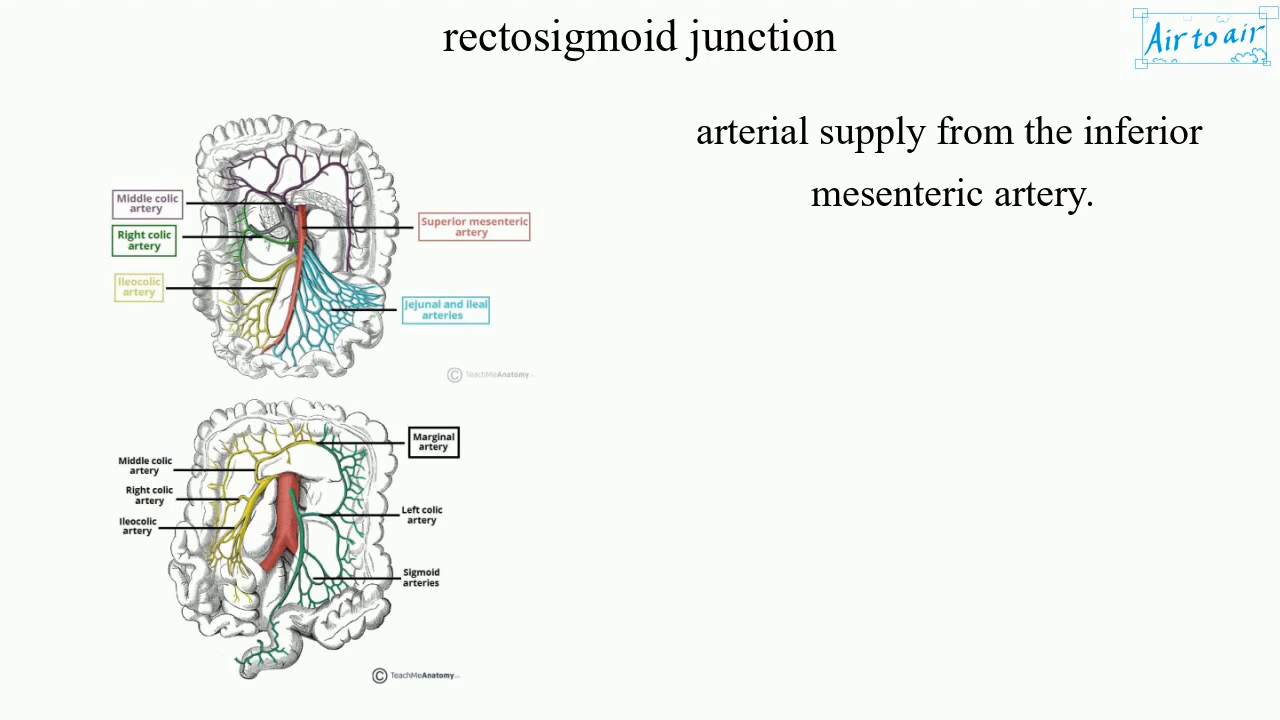 rectosigmoid junction
Air to air
arterial supply from the inferior
mesenteric artery.
Middle colic
artery
Right colic
artery
Ileocolic
artery
Superior mesenteric
artery
Jejunal and ileal
arteries
© TeachMeAnatomy
Marginal
artery
Middle colic
artery
Right colic
artery
Ileocolic
artery
Left colic
artery
Sigmoid
arteries
© TeachMeAnatomy